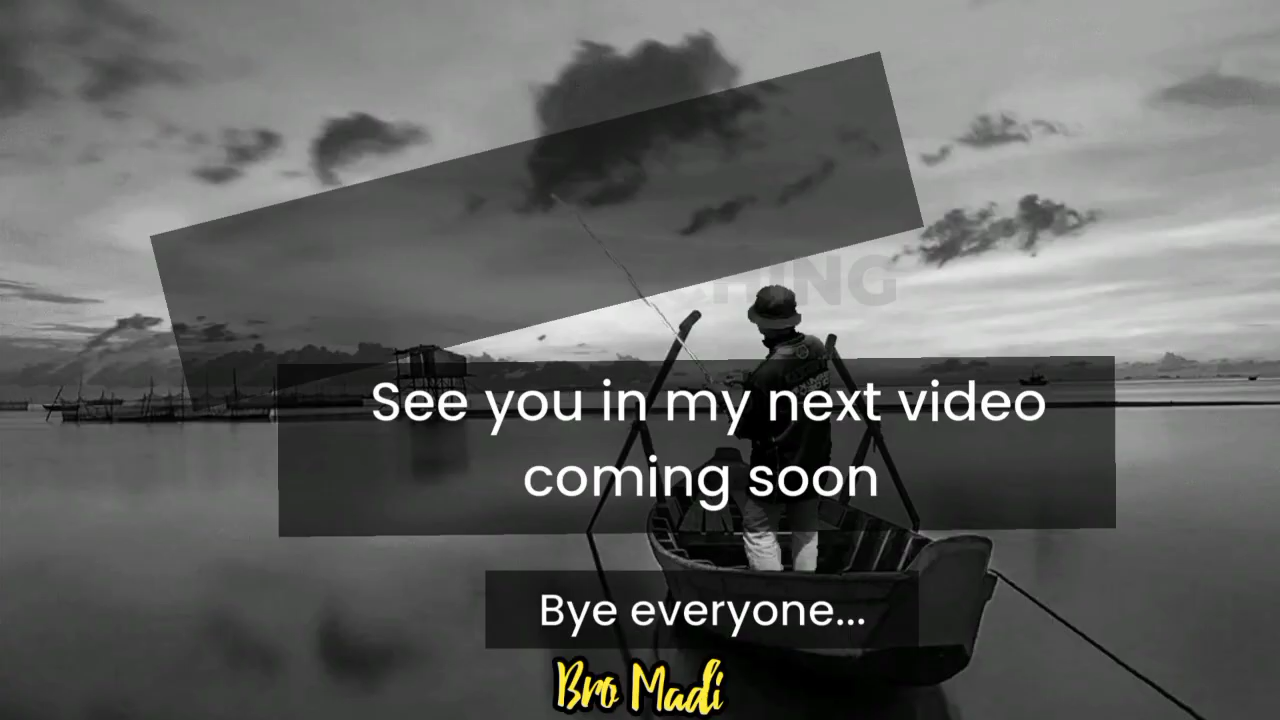 See you in my next video
coming soon
Bye everyone...
Bro Madi